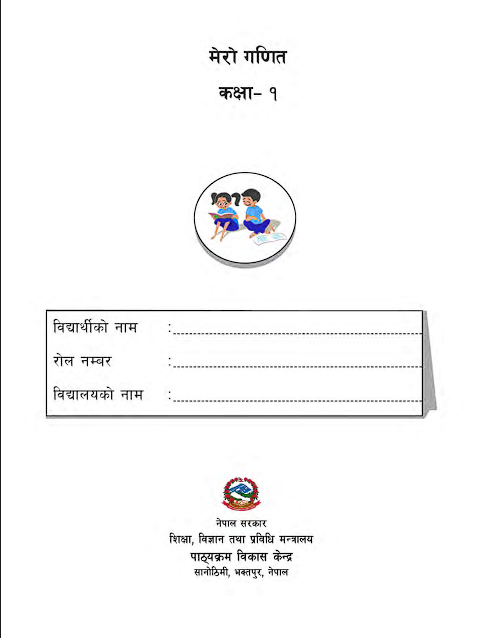 मेरो गणित
कक्षा– १
विद्यार्थीको नाम :
रोल नम्बर :
विद्यालयको नाम :
नेपाल सरकार
शिक्षा, विज्ञान तथा प्रविधि मन्त्रालय
पाठ्यक्रम विकास केन्द्र
सानोठिमी, भक्तपुर, नेपाल